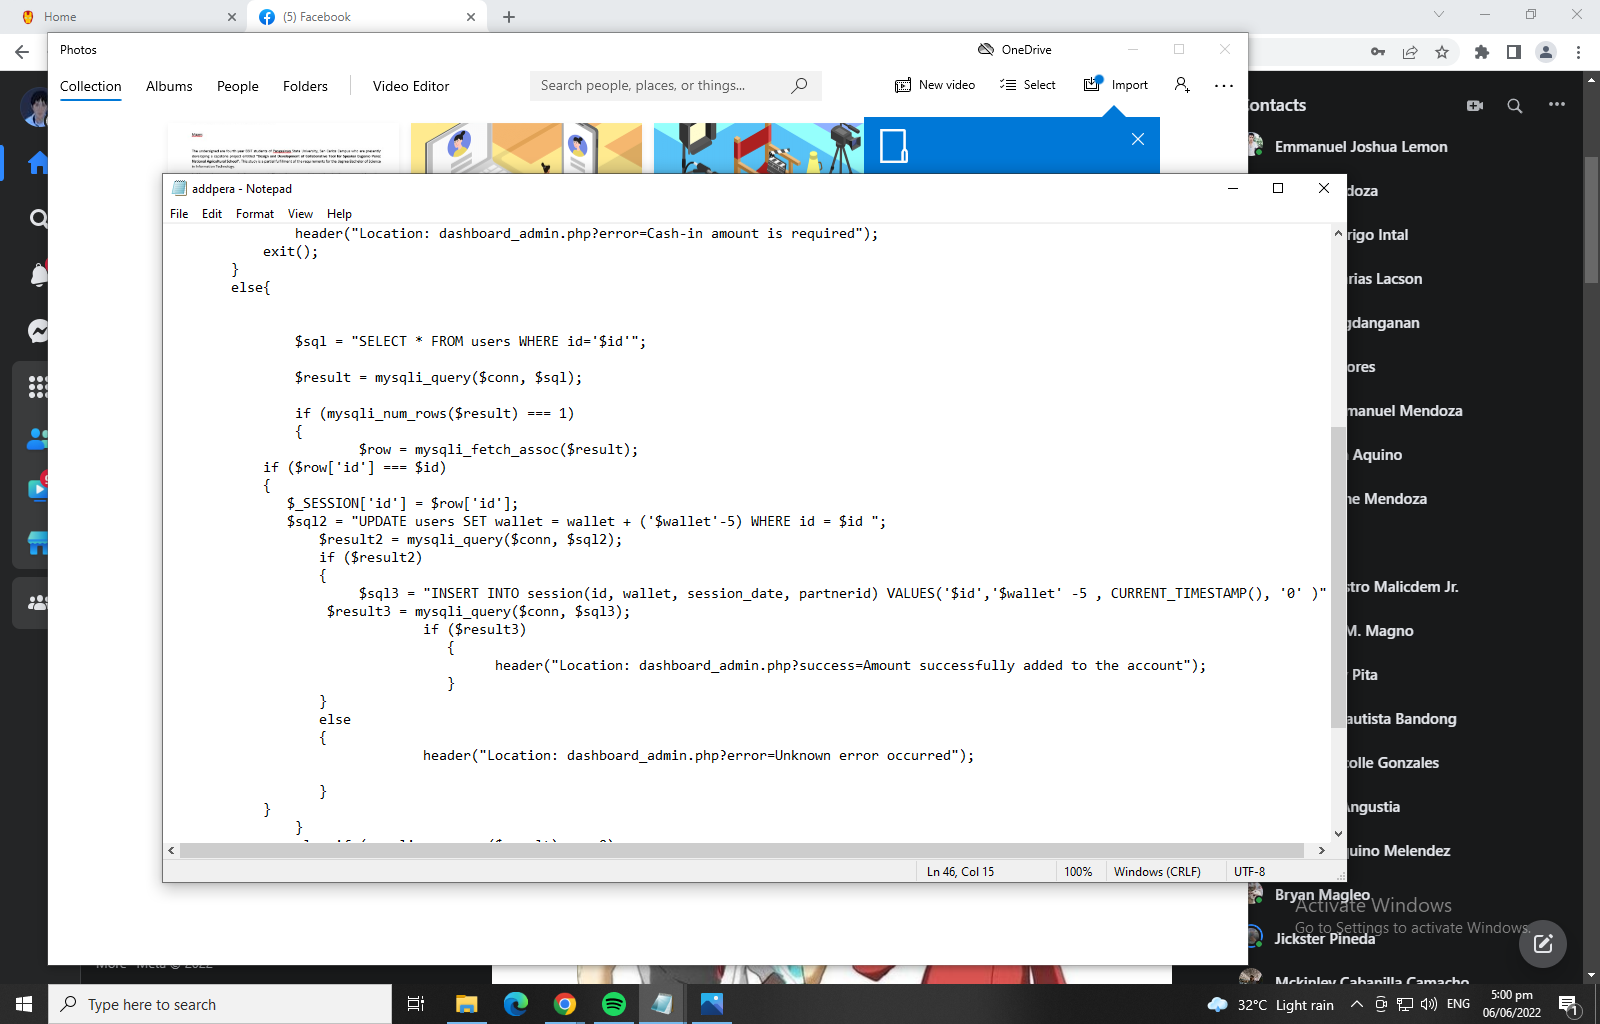 Home
(5) Facebook
Photos
OneDrive
Collection
Albums
People
Folders
Video Editor
Search people, places, or things...
New video
Select
Import
addpera - Notepad
File Edit Format View Help
header("Location: dashboard_admin.php?error=Cash-in amount is required");
exit();
}
else{
$sql = "SELECT * FROM users WHERE id='$id'";
$result = mysqli_query($conn, $sql);
if (mysqli_num_rows($result) === 1)
{
$row = mysqli_fetch_assoc($result);
if ($row['id'] === $id)
{
$_SESSION['id'] = $row['id'];
$sql2 = "UPDATE users SET wallet = wallet + ('$wallet'-5) WHERE id = $id ";
$result2 = mysqli_query($conn, $sql2);
if ($result2)
{
$sql3 = "INSERT INTO session(id, wallet, session_date, partnerid) VALUES('$id','$wallet' -5 , CURRENT_TIMESTAMP(), '0' )"
$result3 = mysqli_query($conn, $sql3);
if ($result3)
{
header("Location: dashboard_admin.php?success=Amount successfully added to the account");
}
}
else
{
header("Location: dashboard_admin.php?error=Unknown error occurred");
}
}
}
Ln 46, Col 15
100%
Windows (CRLF)
UTF-8
ontacts
Emmanuel Joshua Lemon
doza
rigo Intal
rias Lacson
gdanganan
ores
manuel Mendoza
Aquino
ne Mendoza
stro Malicdem Jr.
M. Magno
Pita
autista Bandong
olle Gonzales
Angustia
uino Melendez
Bryan Magleo
Jickster Pineda
Mckinley Cabanilla Camacho
Activate Windows
Go to Settings to activate Windows.
More · Meta © 2022
Type here to search
32°C Light rain
ENG
5:00 pm
06/06/2022
1